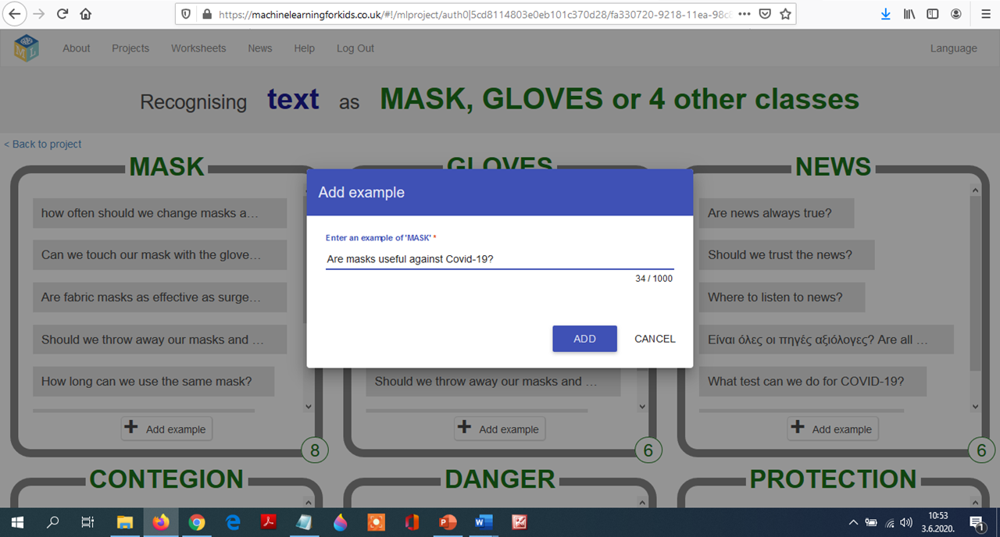 https://machinelearningforkids.co.uk/#!/mlproject/auth0|5cd8114803e0eb101c370d28/fa330720-9218-11ea-98c
ML About Projects Worksheets News Help Log Out Language
Recognising text as MASK, GLOVES or 4 other classes
< Back to project
MASK
how often should we change masks a…
Can we touch our mask with the glove…
Are fabric masks as effective as surge…
Should we throw away our masks and …
How long can we use the same mask?
Add example
8
GLOVES
Add example
Enter an example of 'MASK' *
Are masks useful against Covid-19?
34 / 1000
ADD CANCEL
Should we throw away our masks and …
Add example
6
NEWS
Are news always true?
Should we trust the news?
Where to listen to news?
Είναι όλες οι πηγές αξιόλογες? Are all …
What test can we do for COVID-19?
Add example
6
CONTEGION DANGER PROTECTION
10:53
3.6.2020.
1